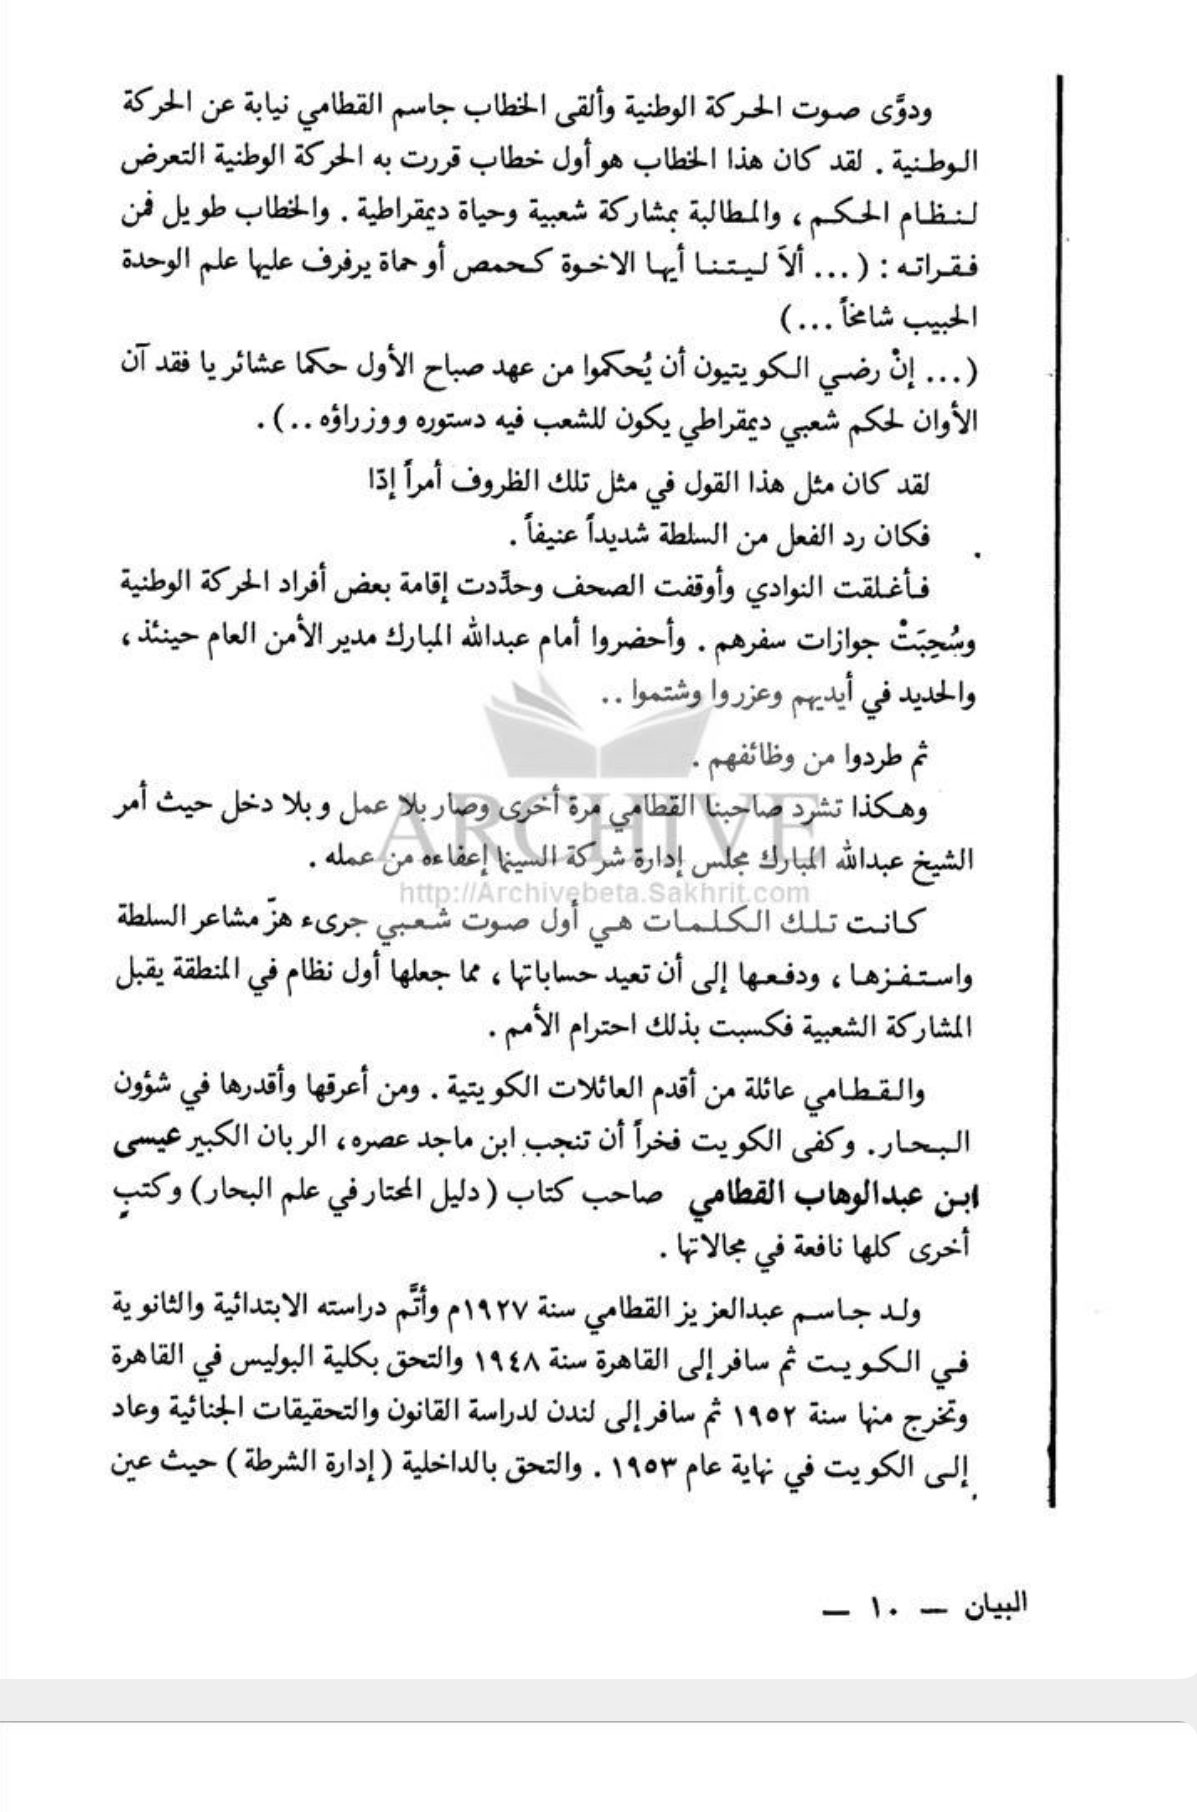 ودوَّى صوت الحركة الوطنية وألقى الخطاب جاسم القطامي نيابة عن الحركة
الوطنية . لقد كان هذا الخطاب هو أول خطاب قررت به الحركة الوطنية التعرض
لنظام الحكم ، والمطالبة بمشاركة شعبية وحياة ديمقراطية . والخطاب طويل فمن
فقراته : ( ... ألاَ ليتنا أيها الاخوة كحمص أو حماة يرفرف عليها علم الوحدة
الحبيب شامخاً ... )
( ... إنْ رضي الكويتيون أن يُحكموا من عهد صباح الأول حكما عشائريا فقد آن
الأوان لحكم شعبي ديمقراطي يكون للشعب فيه دستوره ووزراؤه .. ) .
لقد كان مثل هذا القول في مثل تلك الظروف أمراً إدّا
فكان رد الفعل من السلطة شديداً عنيفاً .
فأغلقت النوادي وأوقفت الصحف وحدِّدت إقامة بعض أفراد الحركة الوطنية
وسُحِبَتْ جوازات سفرهم . وأحضروا أمام عبدالله المبارك مدير الأمن العام حينئذ ،
والحديد في أيديهم وعزروا وشتموا ..
ثم طردوا من وظائفهم .
وهكذا تشرد صاحبنا القطامي مرة أخرى وصار بلا عمل وبلا دخل حيث أمر
الشيخ عبدالله المبارك مجلس إدارة شركة السينما إعفاءه من عمله .
ARCHIVE
http://Archivebeta.Sakhrit.com
كانت تلك الكلمات هي أول صوت شعبي جرىء هزّ مشاعر السلطة
واستفزها ، ودفعها إلى أن تعيد حساباتها ، مما جعلها أول نظام في المنطقة يقبل
المشاركة الشعبية فكسبت بذلك احترام الأمم .
والقطامي عائلة من أقدم العائلات الكويتية . ومن أعرقها وأقدرها في شؤون
البحار . وكفى الكويت فخراً أن تنجب ابن ماجد عصره ، الربان الكبير عيسى
ابن عبدالوهاب القطامي صاحب كتاب ( دليل المحتار في علم البحار ) وكتبٍ
أخرى كلها نافعة في مجالاتها .
ولد جاسم عبدالعزيز القطامي سنة ١٩٢٧م وأتَّم دراسته الابتدائية والثانوية
في الكويت ثم سافر إلى القاهرة سنة ١٩٤٨ والتحق بكلية البوليس في القاهرة
وتخرج منها سنة ١٩٥٢ ثم سافر إلى لندن لدراسة القانون والتحقيقات الجنائية وعاد
إلى الكويت في نهاية عام ١٩٥٣ . والتحق بالداخلية ( إدارة الشرطة ) حيث عين
البيان — ١٠ —